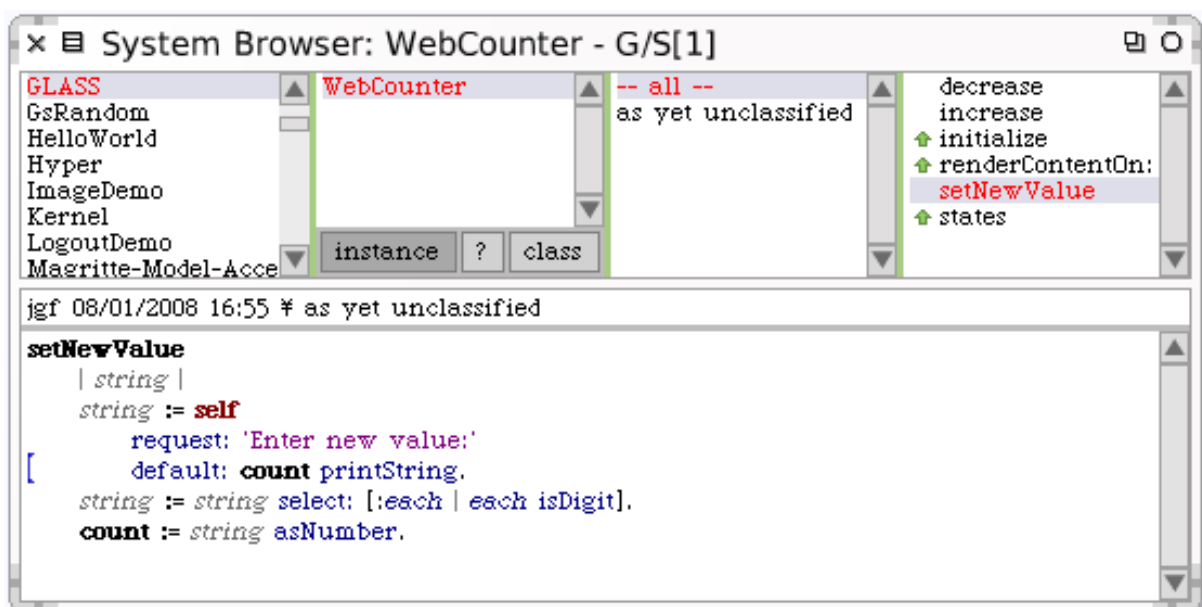 System Browser: WebCounter - G/S[1]
GLASS
GsRandom
HelloWorld
Hyper
ImageDemo
Kernel
LogoutDemo
Magritte-Model-Acce
WebCounter
instance
?
class
-- all --
as yet unclassified
decrease
increase
initialize
renderContentOn:
setNewValue
states
jgf 08/01/2008 16:55 ¥ as yet unclassified
setNewValue
| string |
string := self
request: 'Enter new value:'
default: count printString.
string := string select: [:each | each isDigit].
count := string asNumber.